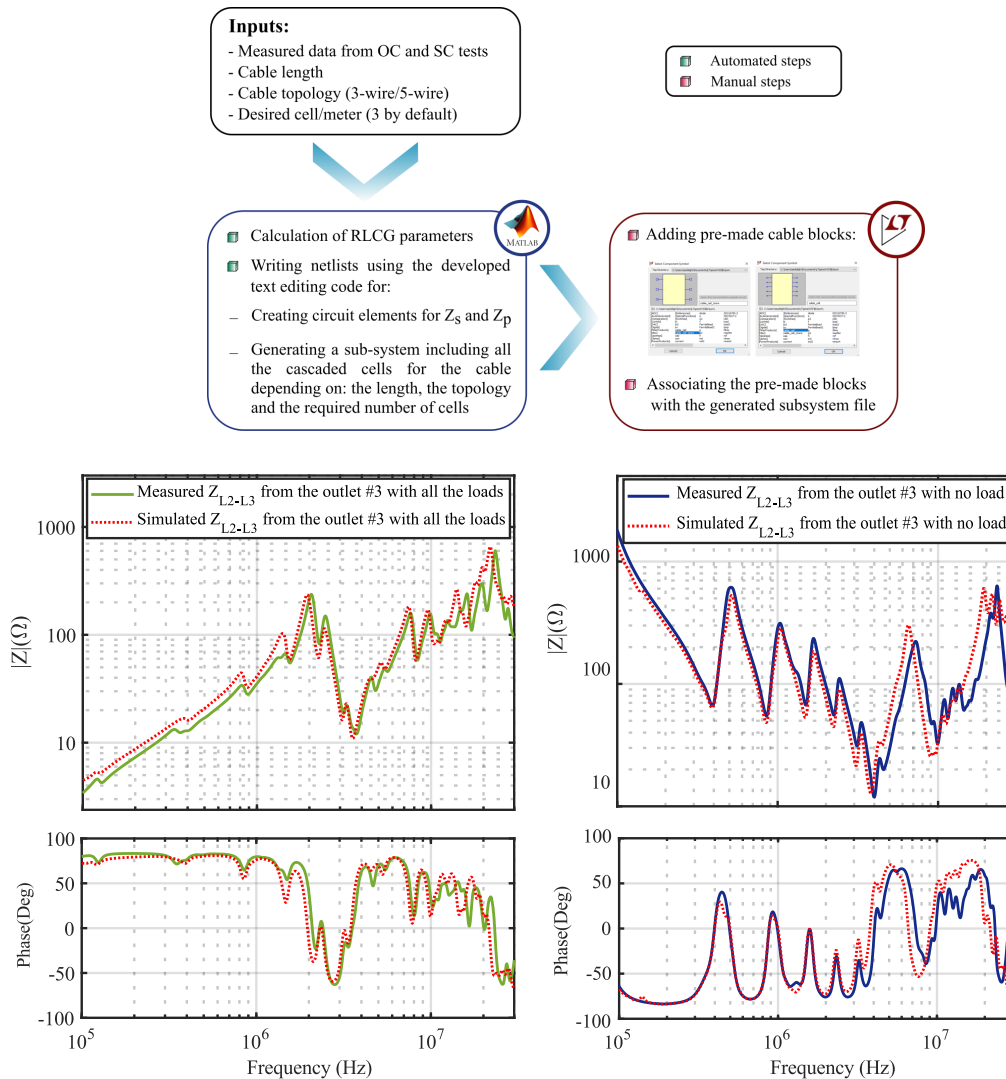 Inputs:
- Measured data from OC and SC tests
- Cable length
- Cable topology (3-wire/5-wire)
- Desired cell/meter (3 by default)
Automated steps
Manual steps
MATLAB
Calculation of RLCG parameters
Writing netlists using the developed
text editing code for:
– Creating circuit elements for Z_S and Z_P
– Generating a sub-system including all
the cascaded cells for the cable
depending on: the length, the topology
and the required number of cells
Adding pre-made cable blocks:
Associating the pre-made blocks
with the generated subsystem file
Measured Z_L2-L3 from the outlet #3 with all the loads
Simulated Z_L2-L3 from the outlet #3 with all the loads
|Z|(Ω)
1000
100
10
Phase(Deg)
100
50
0
-50
-100
10^5
10^6
10^7
Frequency (Hz)
Measured Z_L2-L3 from the outlet #3 with no load
Simulated Z_L2-L3 from the outlet #3 with no load
|Z|(Ω)
1000
100
10
Phase(Deg
100
50
0
-50
-100
10^5
10^6
10^7
Frequency (Hz)